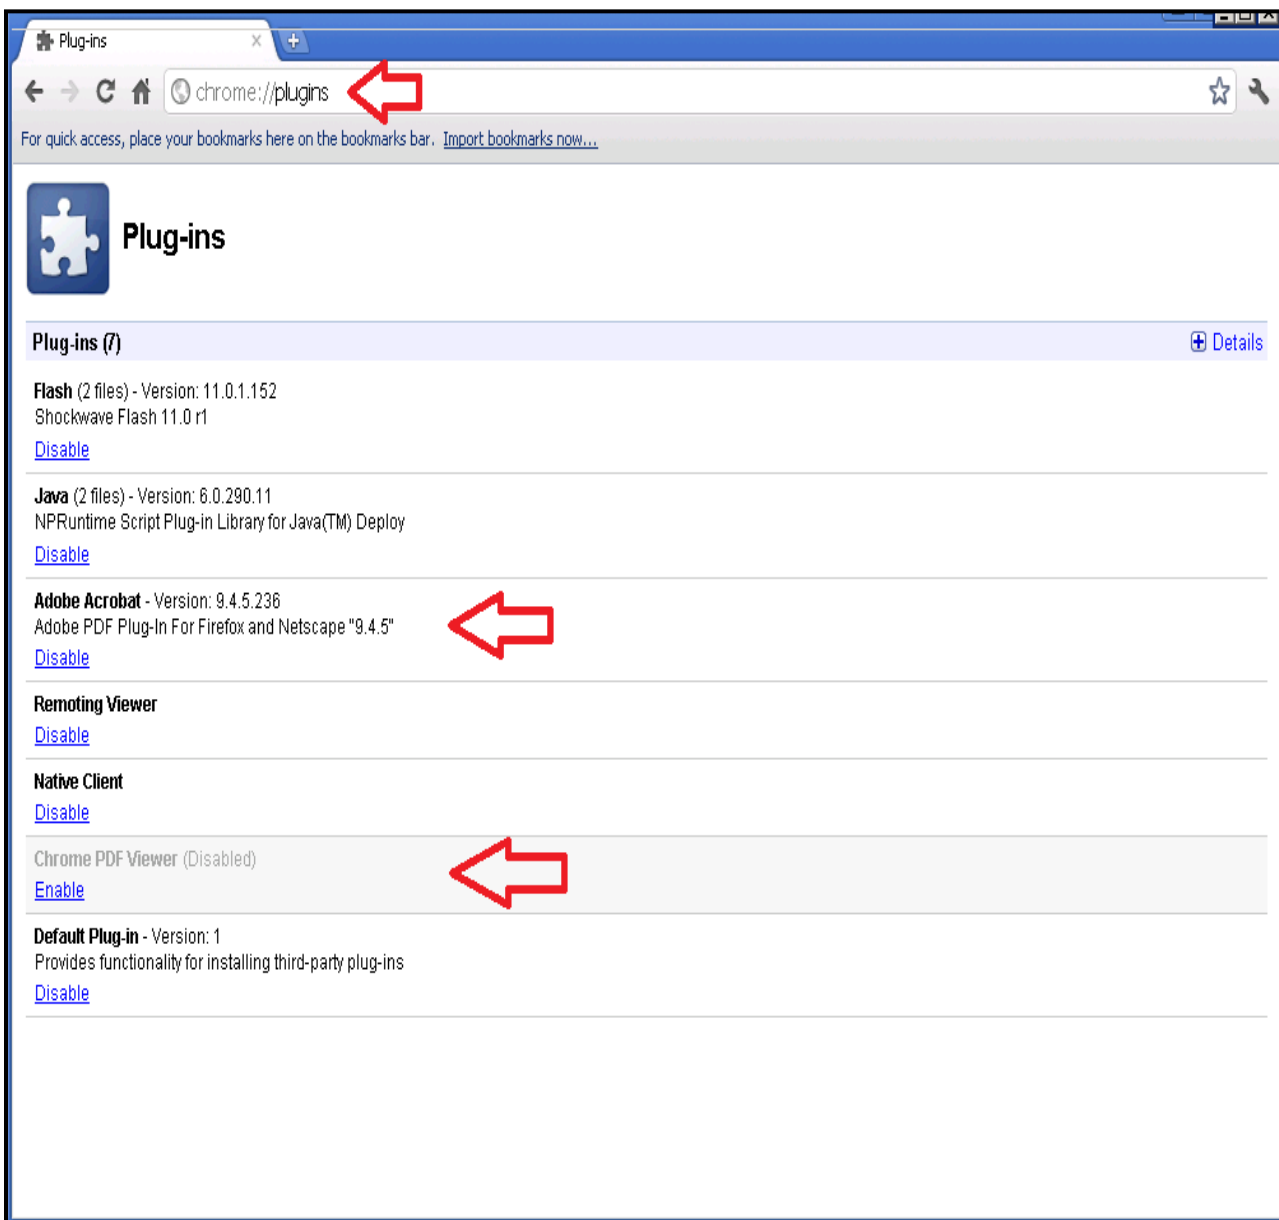 Plug-ins
chrome://plugins
For quick access, place your bookmarks here on the bookmarks bar. Import bookmarks now...
Plug-ins
Plug-ins (7)
Details
Flash (2 files) - Version: 11.0.1.152
Shockwave Flash 11.0 r1
Disable
Java (2 files) - Version: 6.0.290.11
NPRuntime Script Plug-in Library for Java(TM) Deploy
Disable
Adobe Acrobat - Version: 9.4.5.236
Adobe PDF Plug-In For Firefox and Netscape "9.4.5"
Disable
Remoting Viewer
Disable
Native Client
Disable
Chrome PDF Viewer (Disabled)
Enable
Default Plug-in - Version: 1
Provides functionality for installing third-party plug-ins
Disable